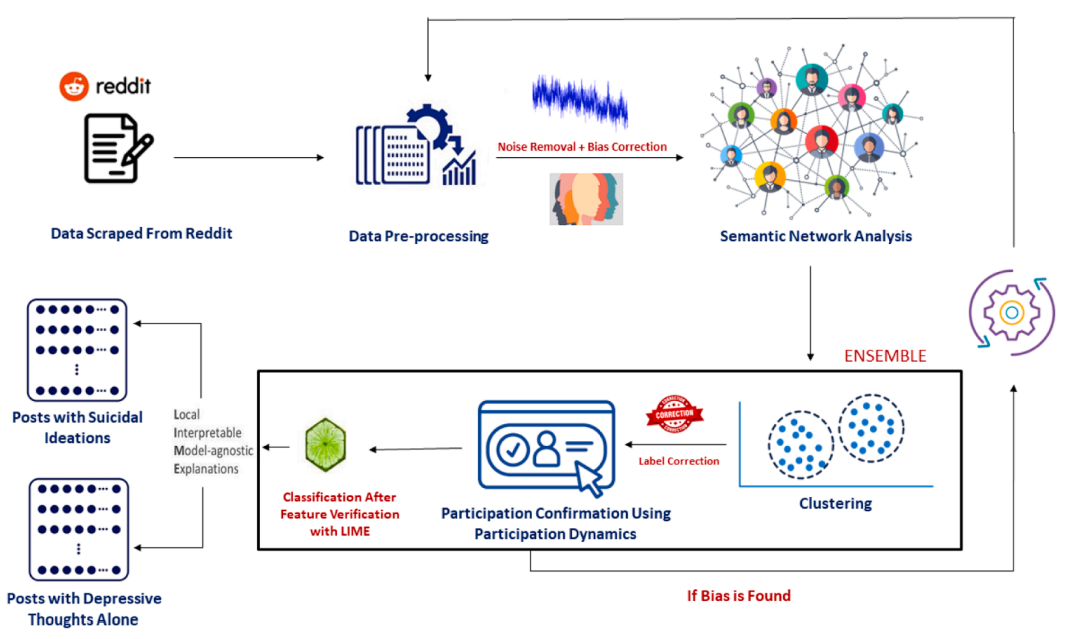 reddit
Noise Removal + Bias Correction
Data Scraped From Reddit
Data Pre-processing
Semantic Network Analysis
ENSEMBLE
CORRECTION
CORRECTION
CORRECTION
Label Correction
Clustering
Participation Confirmation Using
Participation Dynamics
Classification After
Feature Verification
with LIME
Local
Interpretable
Model-agnostic
Explanations
Posts with Suicidal
Ideations
Posts with Depressive
Thoughts Alone
If Bias is Found